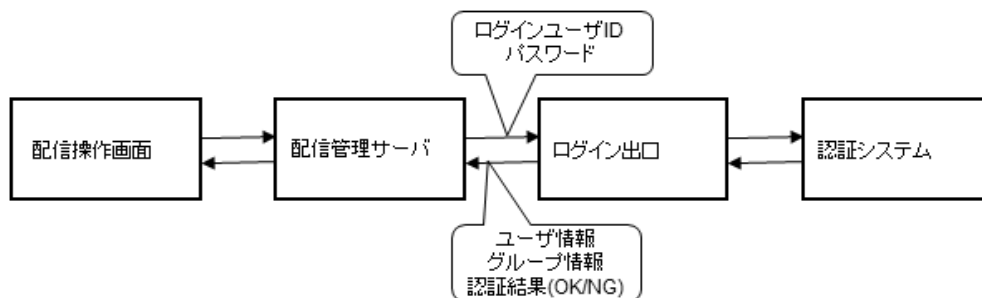 ログインユーザID
パスワード
配信操作画面
配信管理サーバ
ログイン出口
認証システム
ユーザ情報
グループ情報
認証結果(OK/NG)